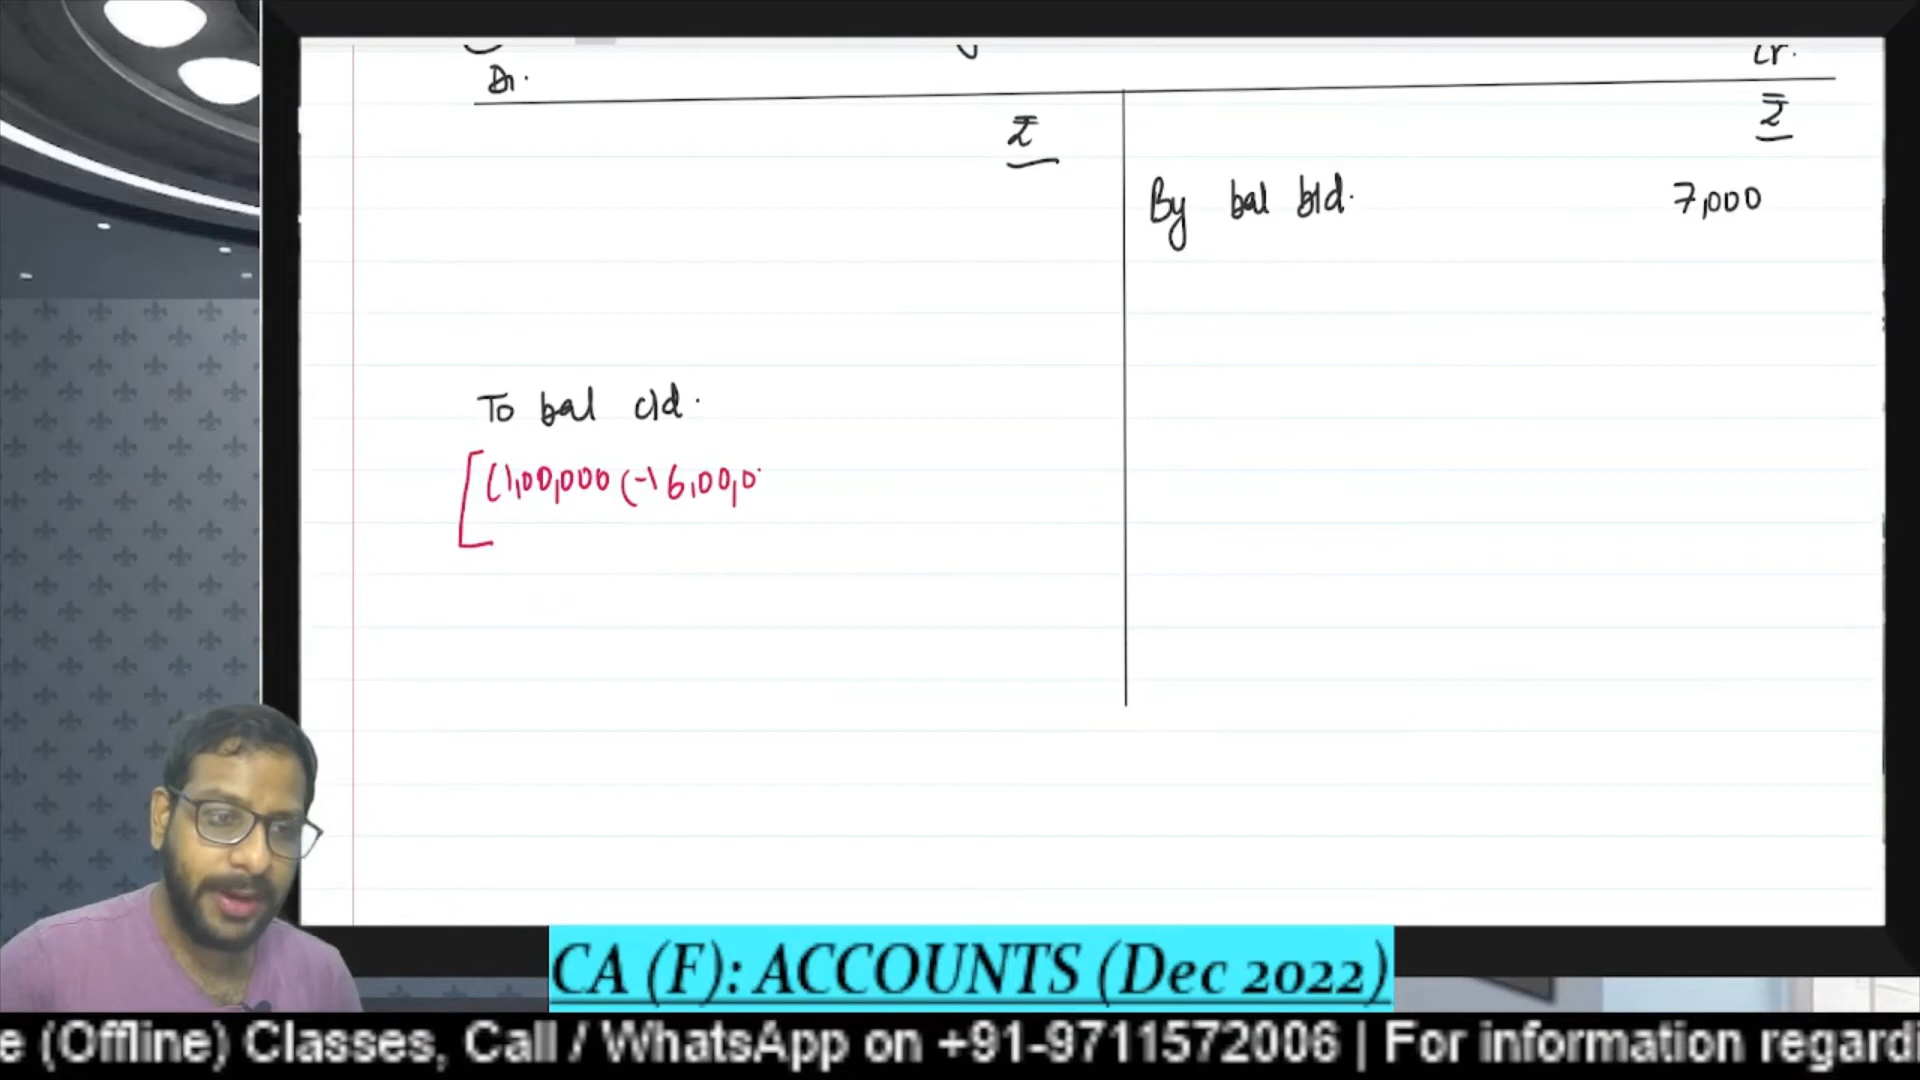 Dr. Cr.
₹ ₹
By bal b/d. 7,000
To bal c/d.
[(1,00,000 (-) 6,00,0
CA (F): ACCOUNTS (Dec 2022)
e (Offline) Classes, Call / WhatsApp on +91-9711572006 | For information regardi